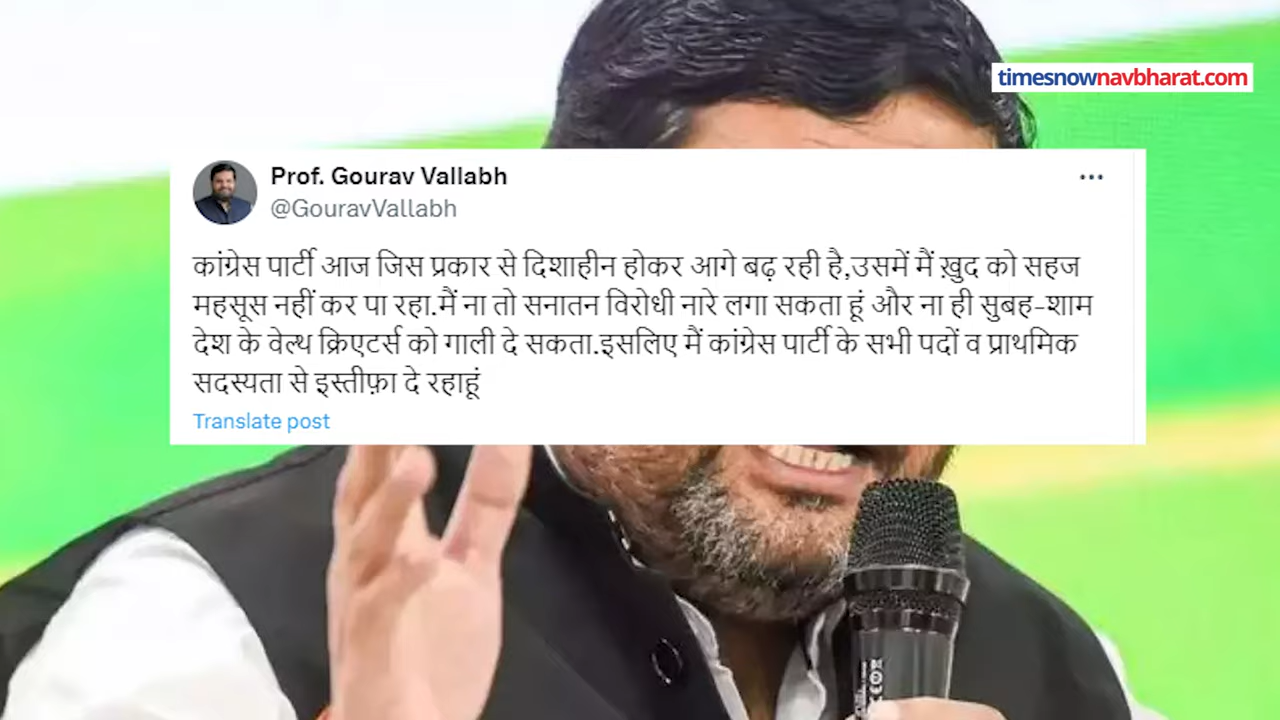 timesnownavbharat.com
Prof. Gourav Vallabh
@GouravVallabh
कांग्रेस पार्टी आज जिस प्रकार से दिशाहीन होकर आगे बढ़ रही है,उसमें मैं ख़ुद को सहज
महसूस नहीं कर पा रहा.मैं ना तो सनातन विरोधी नारे लगा सकता हूं और ना ही सुबह-शाम
देश के वेल्थ क्रिएटर्स को गाली दे सकता.इसलिए मैं कांग्रेस पार्टी के सभी पदों व प्राथमिक
सदस्यता से इस्तीफ़ा दे रहाहूं
Translate post